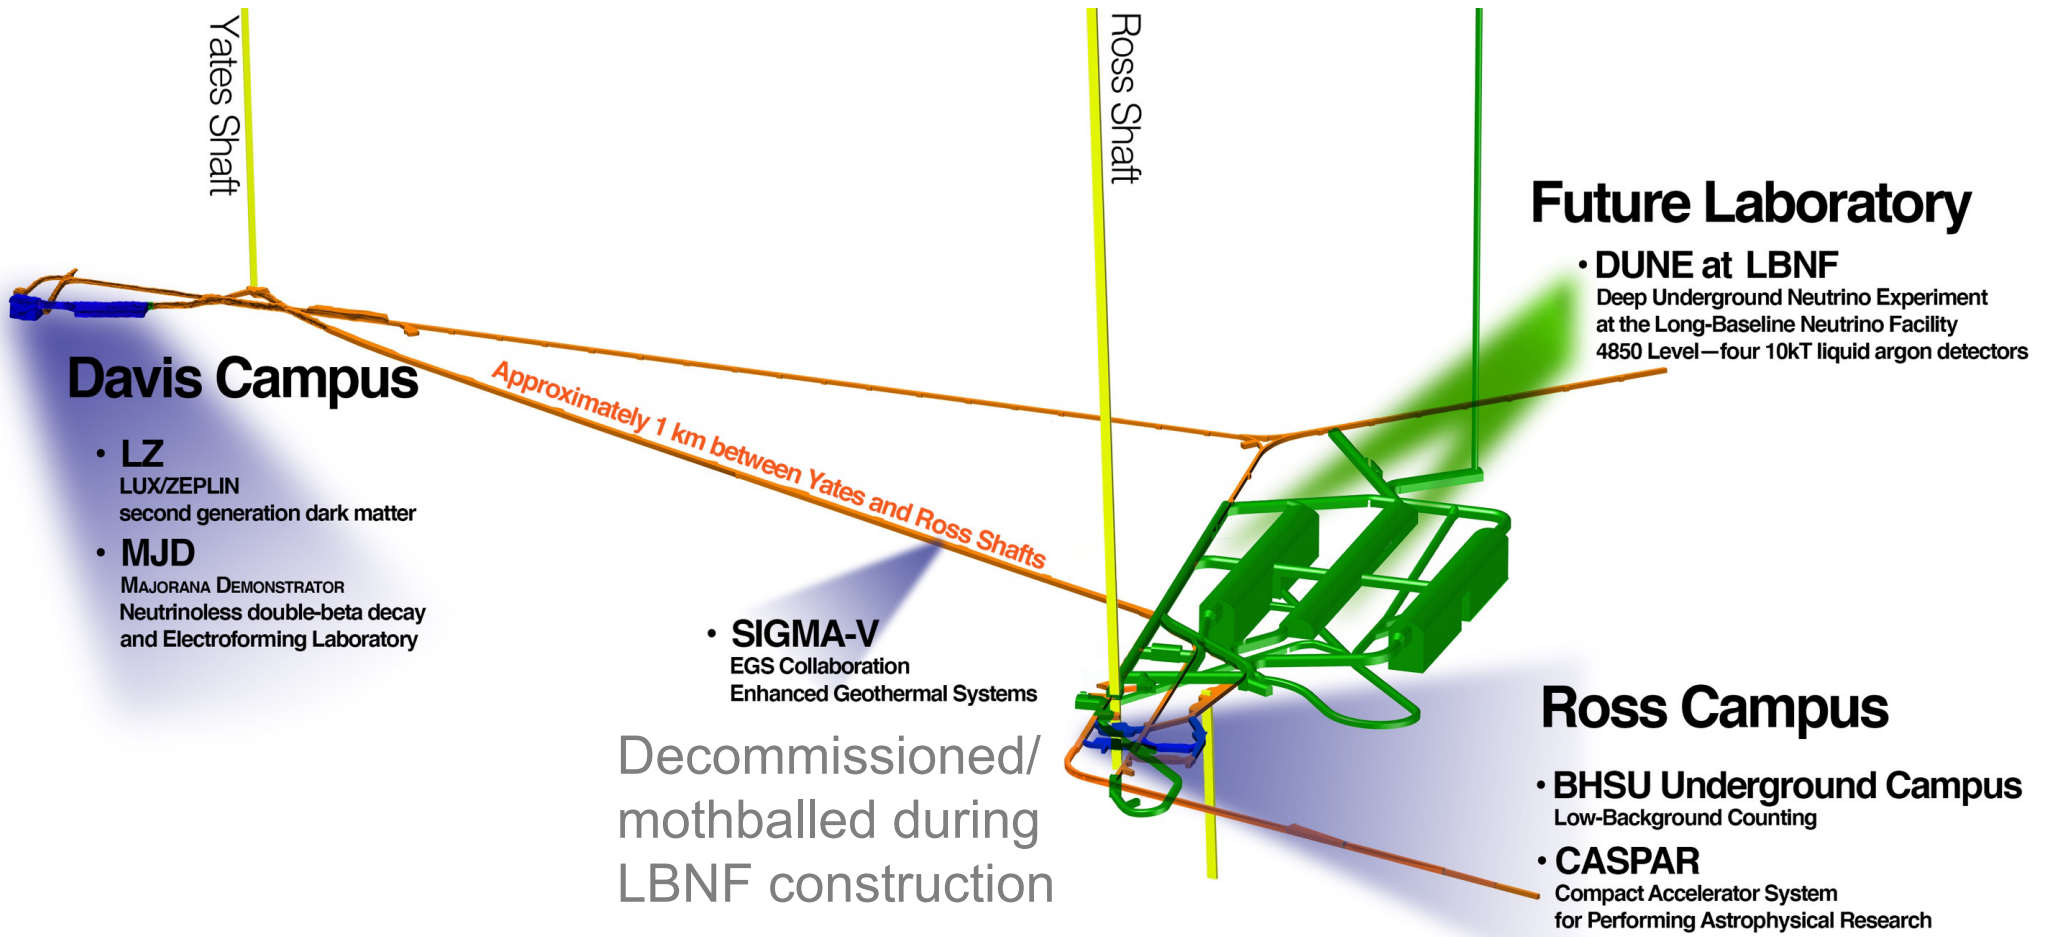 Yates Shaft
Ross Shaft
Future Laboratory
• DUNE at LBNF
Deep Underground Neutrino Experiment
at the Long-Baseline Neutrino Facility
4850 Level—four 10kT liquid argon detectors
Davis Campus
• LZ
LUX/ZEPLIN
second generation dark matter
• MJD
MAJORANA DEMONSTRATOR
Neutrinoless double-beta decay
and Electroforming Laboratory
Approximately 1 km between Yates and Ross Shafts
• SIGMA-V
EGS Collaboration
Enhanced Geothermal Systems
Decommissioned/
mothballed during
LBNF construction
Ross Campus
• BHSU Underground Campus
Low-Background Counting
• CASPAR
Compact Accelerator System
for Performing Astrophysical Research